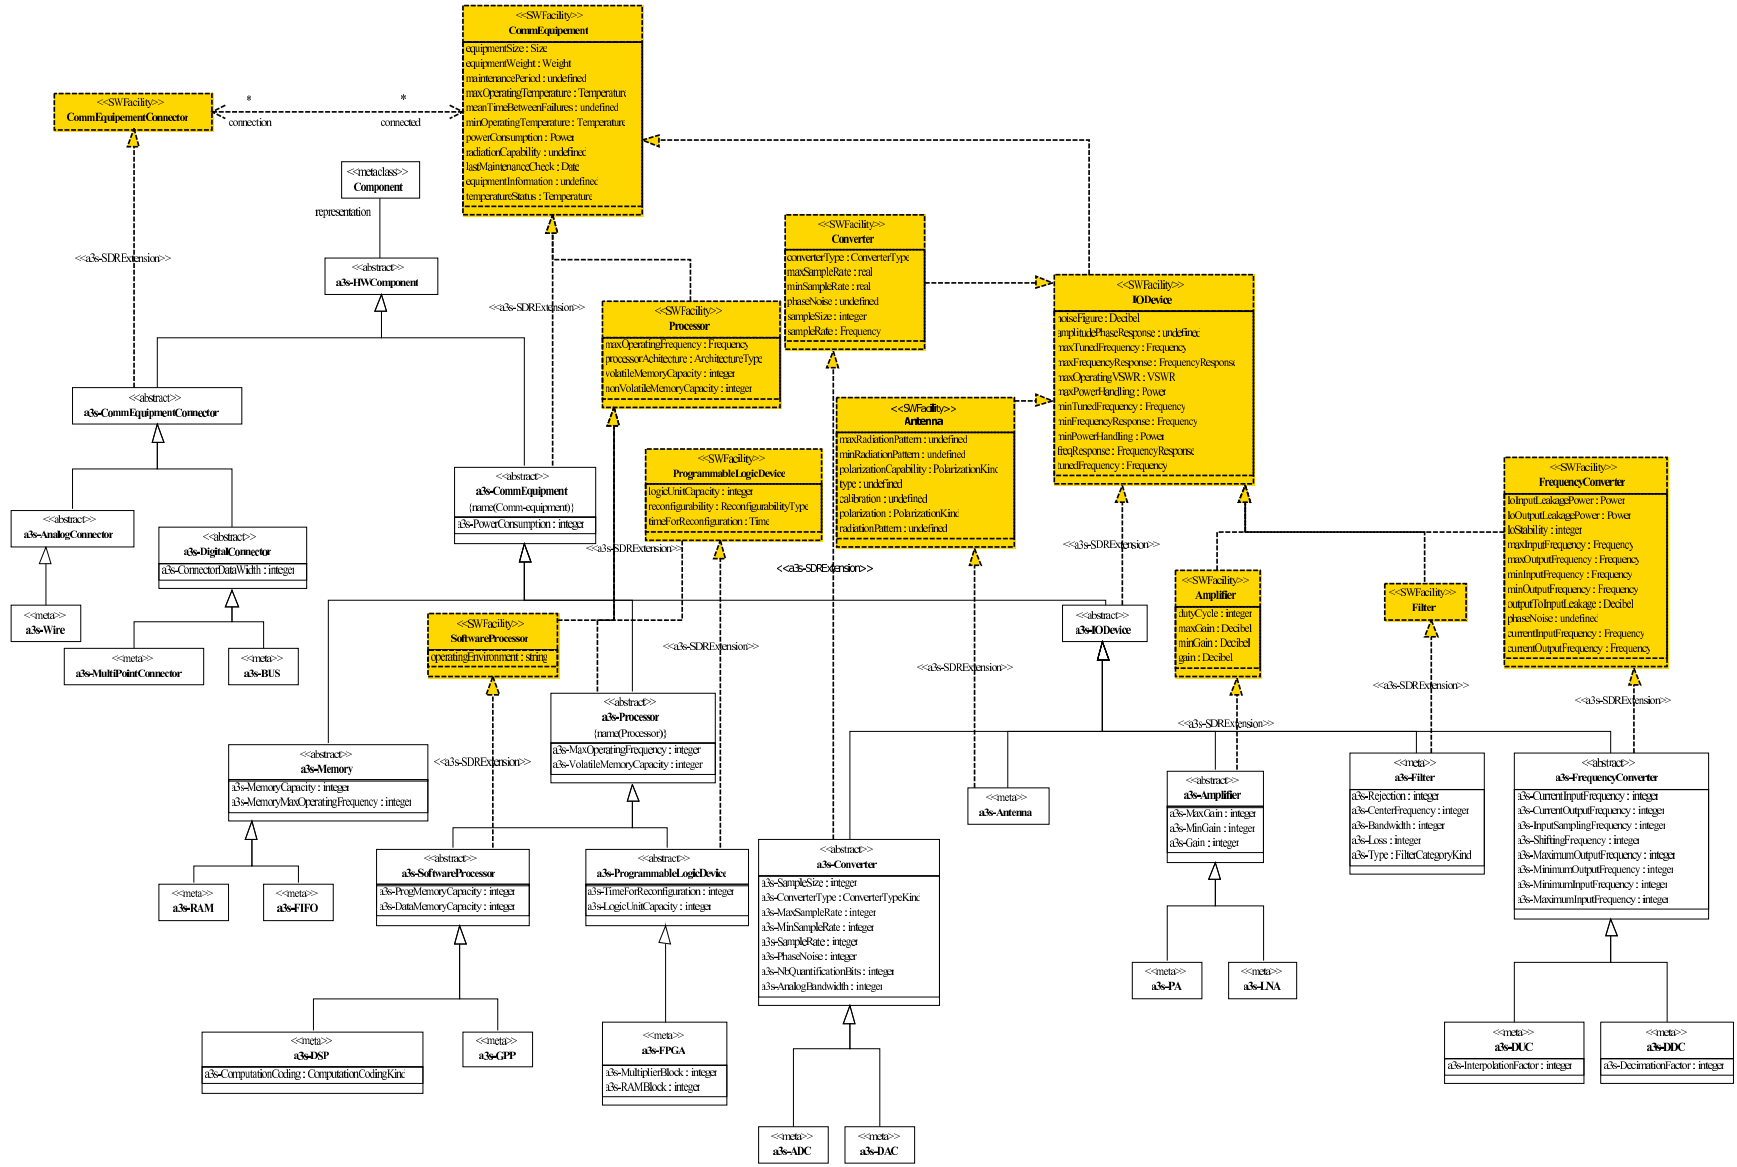 <<SWFacility>>
CommEquipement
equipmentSize : Size
equipmentWeight : Weight
maintenancePeriod : undefined
maxOperatingTemperature : Temperature
meanTimeBetweenFailures : undefined
minOperatingTemperature : Temperature
powerConsumption : Power
radiationCapability : undefined
lastMaintenanceCheck : Date
equipmentInformation : undefined
temperatureStatus : Temperature
<<SWFacility>>
CommEquipementConnector
*
connection
*
connected
<<metaclass>>
Component
representation
<<abstract>>
a3s-HWComponent
<<a3s-SDRExtension>>
<<a3s-SDRExtension>>
<<SWFacility>>
Converter
converterType : ConverterType
maxSampleRate : real
minSampleRate : real
phaseNoise : undefined
sampleSize : integer
sampleRate : Frequency
<<SWFacility>>
IODevice
noiseFigure : Decibel
amplitudePhaseResponse : undefined
maxTunedFrequency : Frequency
maxFrequencyResponse : FrequencyResponse
maxOperatingVSWR : VSWR
maxPowerHandling : Power
minTunedFrequency : Frequency
minFrequencyResponse : Frequency
minPowerHandling : Power
freqResponse : FrequencyResponse
tunedFrequency : Frequency
<<SWFacility>>
Processor
maxOperatingFrequency : Frequency
processorAchitecture : ArchitectureType
volatileMemoryCapacity : integer
nonVolatileMemoryCapacity : integer
<<abstract>>
a3s-CommEquipmentConnector
<<SWFacility>>
Antenna
maxRadiationPattern : undefined
minRadiationPattern : undefined
polarizationCapability : PolarizationKind
type : undefined
calibration : undefined
polarization : PolarizationKind
radiationPattern : undefined
<<SWFacility>>
ProgrammableLogicDevice
logicUnitCapacity : integer
reconfigurability : ReconfigurabilityType
timeForReconfiguration : Time
<<abstract>>
a3s-CommEquipment
{name(Comm-equipment)}
a3s-PowerConsumption : integer
<<SWFacility>>
FrequencyConverter
loInputLeakagePower : Power
loOutputLeakagePower : Power
loStability : integer
maxInputFrequency : Frequency
maxOutputFrequency : Frequency
minInputFrequency : Frequency
minOutputFrequency : Frequency
outputToInputLeakage : Decibel
phaseNoise : undefined
currentInputFrequency : Frequency
currentOutputFrequency : Frequency
<<abstract>>
a3s-AnalogConnector
<<abstract>>
a3s-DigitalConnector
a3s-ConnectorDataWidth : integer
<<a3s-SDRExtension>>
<<a3s-SDRExtension>>
<<a3s-SDRExtension>>
<<SWFacility>>
Amplifier
dutyCycle : integer
maxGain : Decibel
minGain : Decibel
gain : Decibel
<<SWFacility>>
Filter
<<meta>>
a3s-Wire
<<abstract>>
a3s-IODevice
<<SWFacility>>
SoftwareProcessor
operatingEnvironment : string
<<a3s-SDRExtension>>
<<a3s-SDRExtension>>
<<meta>>
a3s-MultiPointConnector
<<meta>>
a3s-BUS
<<a3s-SDRExtension>>
<<a3s-SDRExtension>>
<<a3s-SDRExtension>>
<<abstract>>
a3s-Processor
{name(Processor)}
a3s-MaxOperatingFrequency : integer
a3s-VolatileMemoryCapacity : integer
<<abstract>>
a3s-Memory
a3s-MemoryCapacity : integer
a3s-MemoryMaxOperatingFrequency : integer
<<a3s-SDRExtension>>
<<meta>>
a3s-Antenna
<<abstract>>
a3s-Amplifier
a3s-MaxGain : integer
a3s-MinGain : integer
a3s-Gain : integer
<<meta>>
a3s-Filter
a3s-Rejection : integer
a3s-CenterFrequency : integer
a3s-Bandwidth : integer
a3s-Loss : integer
a3s-Type : FilterCategoryKind
<<abstract>>
a3s-FrequencyConverter
a3s-CurrentInputFrequency : integer
a3s-CurrentOutputFrequency : integer
a3s-InputSamplingFrequency : integer
a3s-ShiftingFrequency : integer
a3s-MaximumOutputFrequency : integer
a3s-MinimumOutputFrequency : integer
a3s-MinimumInputFrequency : integer
a3s-MaximumInputFrequency : integer
<<abstract>>
a3s-SoftwareProcessor
a3s-ProgMemoryCapacity : integer
a3s-DataMemoryCapacity : integer
<<abstract>>
a3s-ProgrammableLogicDevice
a3s-TimeForReconfiguration : integer
a3s-LogicUnitCapacity : integer
<<abstract>>
a3s-Converter
a3s-SampleSize : integer
a3s-ConverterType : ConverterTypeKind
a3s-MaxSampleRate : integer
a3s-MinSampleRate : integer
a3s-SampleRate : integer
a3s-PhaseNoise : integer
a3s-NbQuantificationBits : integer
a3s-AnalogBandwidth : integer
<<meta>>
a3s-RAM
<<meta>>
a3s-FIFO
<<meta>>
a3s-PA
<<meta>>
a3s-LNA
<<meta>>
a3s-DSP
a3s-ComputationCoding : ComputationCodingKind
<<meta>>
a3s-GPP
<<meta>>
a3s-FPGA
a3s-MultiplierBlock : integer
a3s-RAMBlock : integer
<<meta>>
a3s-DUC
a3s-InterpolationFactor : integer
<<meta>>
a3s-DDC
a3s-DecimationFactor : integer
<<meta>>
a3s-ADC
<<meta>>
a3s-DAC